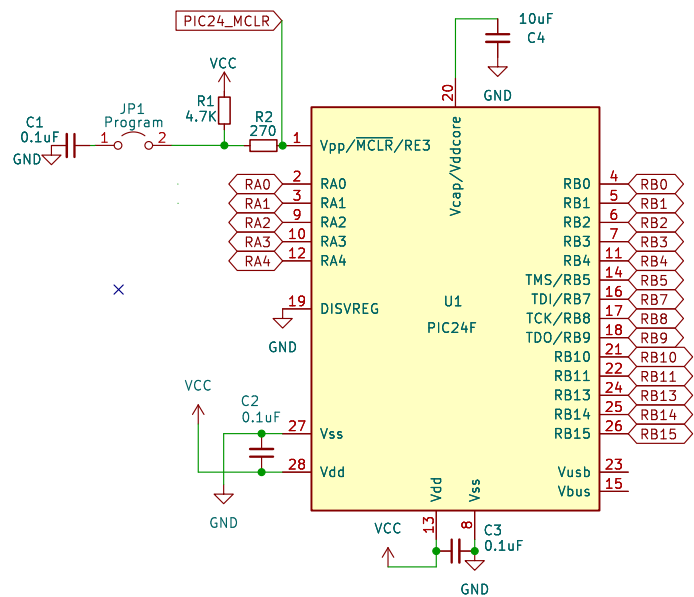 PIC24_MCLR
VCC
10uF
C4
GND
20
C1
0.1uF
GND
JP1
Program
1
2
R1
4.7K
R2
270
1
Vpp/MCLR/RE3
Vcap/Vddcore
RA0
2
RA0
RA1
3
RA1
RA2
9
RA2
RA3
10
RA3
RA4
12
RA4
19
DISVREG
GND
U1
PIC24F
RB0
4
RB0
RB1
5
RB1
RB2
6
RB2
RB3
7
RB3
RB4
11
RB4
TMS/RB5
14
RB5
TDI/RB7
16
RB7
TCK/RB8
17
RB8
TDO/RB9
18
RB9
RB10
21
RB10
RB11
22
RB11
RB13
24
RB13
RB14
25
RB14
RB15
26
RB15
Vusb
23
Vbus
15
VCC
C2
0.1uF
27
Vss
28
Vdd
GND
Vdd
Vss
13
8
VCC
C3
0.1uF
GND